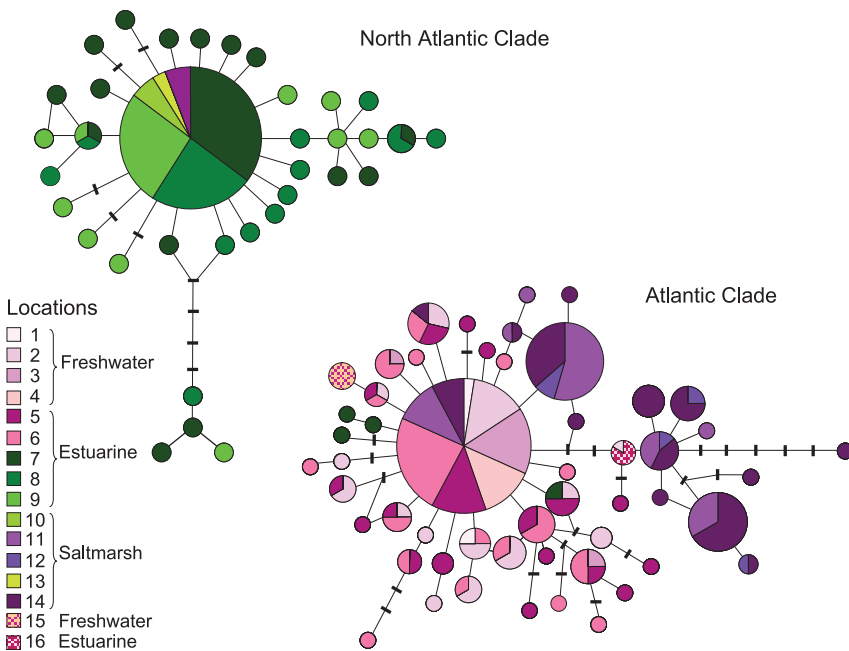 North Atlantic Clade
Atlantic Clade
Locations
1
2
3
4
Freshwater
5
6
7
8
9
Estuarine
10
11
12
13
14
Saltmarsh
15 Freshwater
16 Estuarine